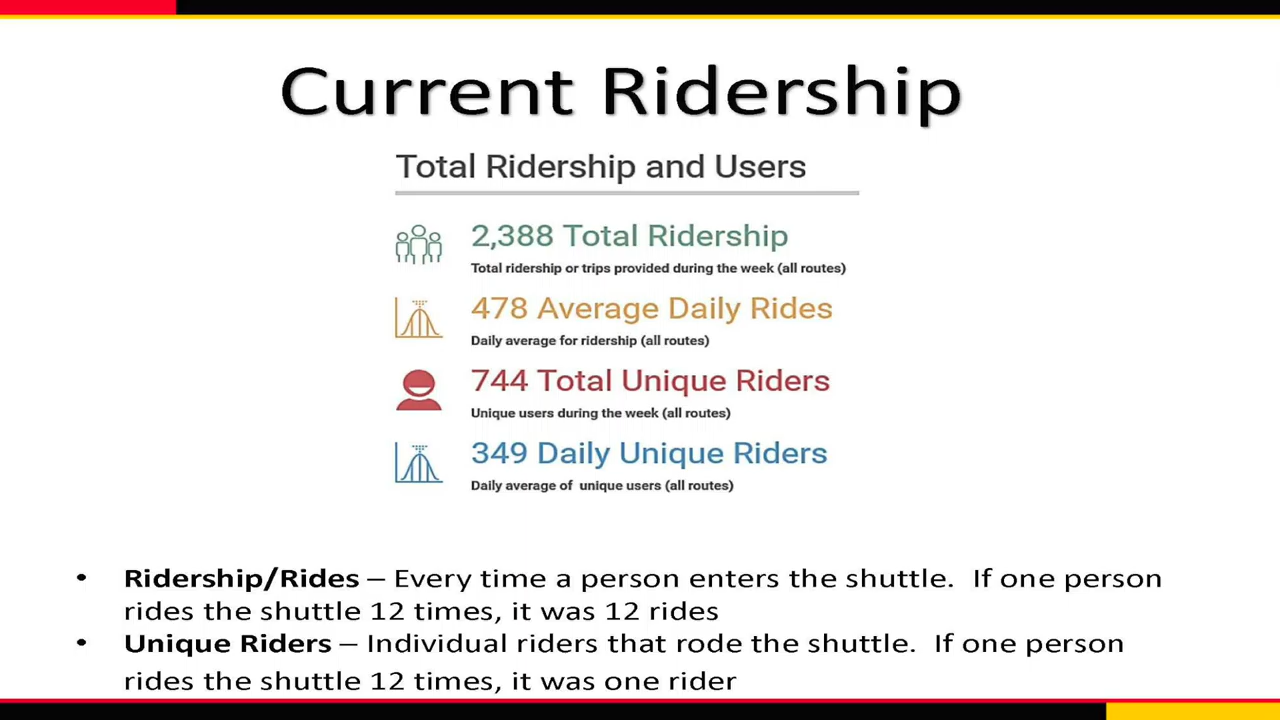 Current Ridership
Total Ridership and Users
2,388 Total Ridership
Total ridership or trips provided during the week (all routes)
478 Average Daily Rides
Daily average for ridership (all routes)
744 Total Unique Riders
Unique users during the week (all routes)
349 Daily Unique Riders
Daily average of unique users (all routes)
• Ridership/Rides – Every time a person enters the shuttle. If one person
rides the shuttle 12 times, it was 12 rides
• Unique Riders – Individual riders that rode the shuttle. If one person
rides the shuttle 12 times, it was one rider